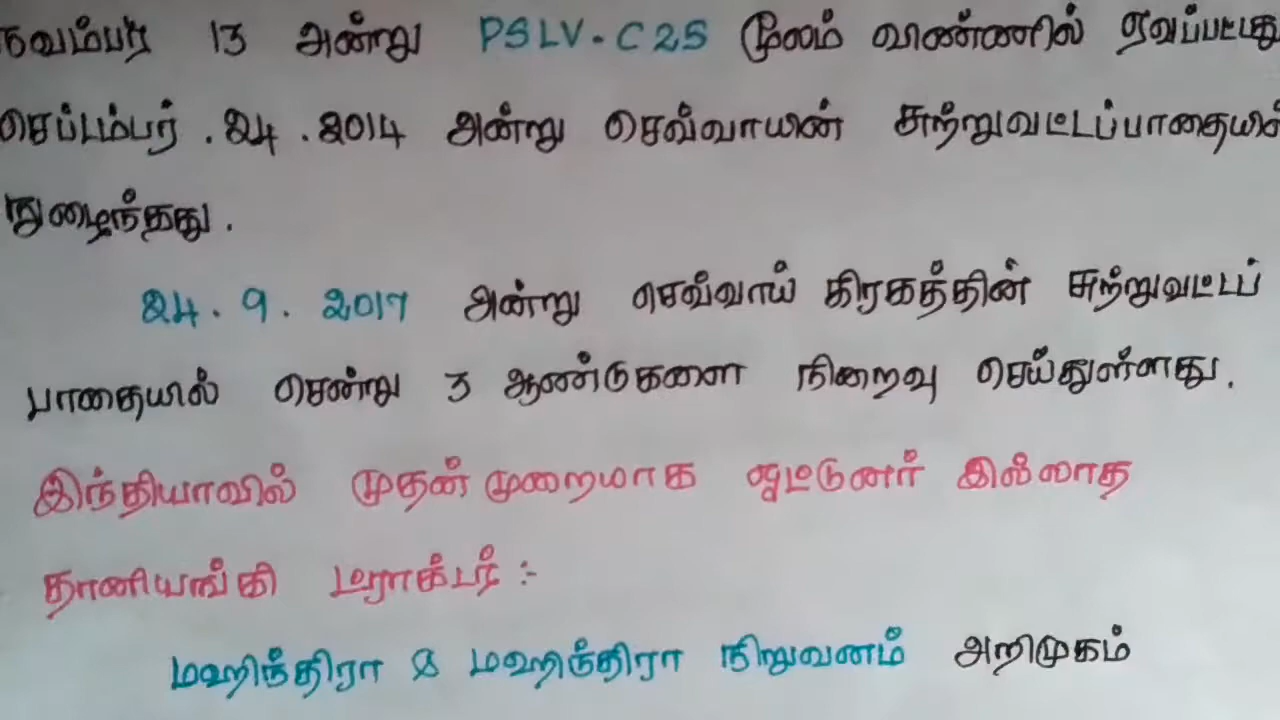 நவம்பர் 13 அன்று PSLV-C25 மூலம் விண்ணில் ஏவப்பட்டது
செப்டம்பர் . 24 . 2014 அன்று செவ்வாயின் சுற்றுவட்டப்பாதையில்
நுழைந்தது .
24 . 9 . 2017 அன்று செவ்வாய் கிரகத்தின் சுற்றுவட்டப்
பாதையில் சென்று 3 ஆண்டுகளை நிறைவு செய்துள்ளது .
இந்தியாவில் முதன் முறைமாக ஓட்டுனர் இல்லாத
தானியங்கி டிராக்டர் :-
மஹிந்திரா & மஹிந்திரா நிறுவனம் அறிமுகம்